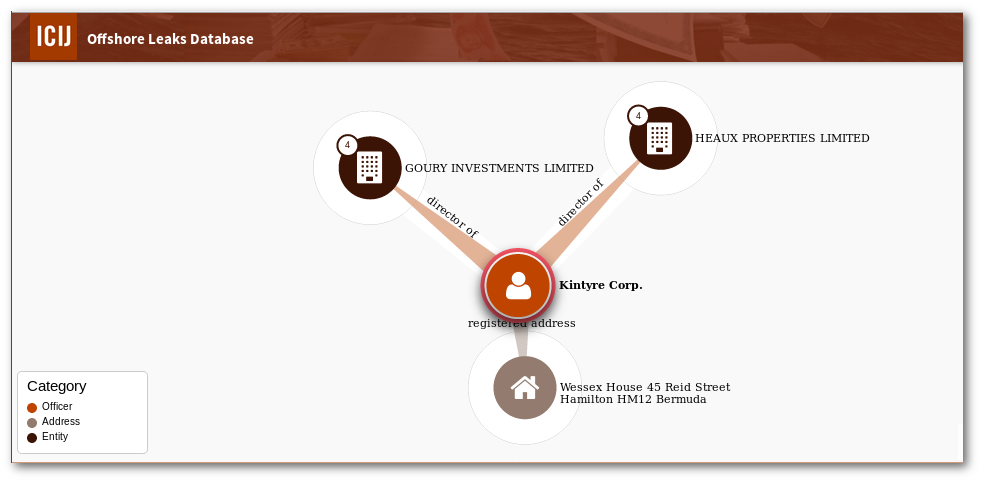 ICIJ
Offshore Leaks Database
4
HEAUX PROPERTIES LIMITED
4
GOURY INVESTMENTS LIMITED
director of
director of
Kintyre Corp.
registered address
Wessex House 45 Reid Street
Hamilton HM12 Bermuda
Category
Officer
Address
Entity